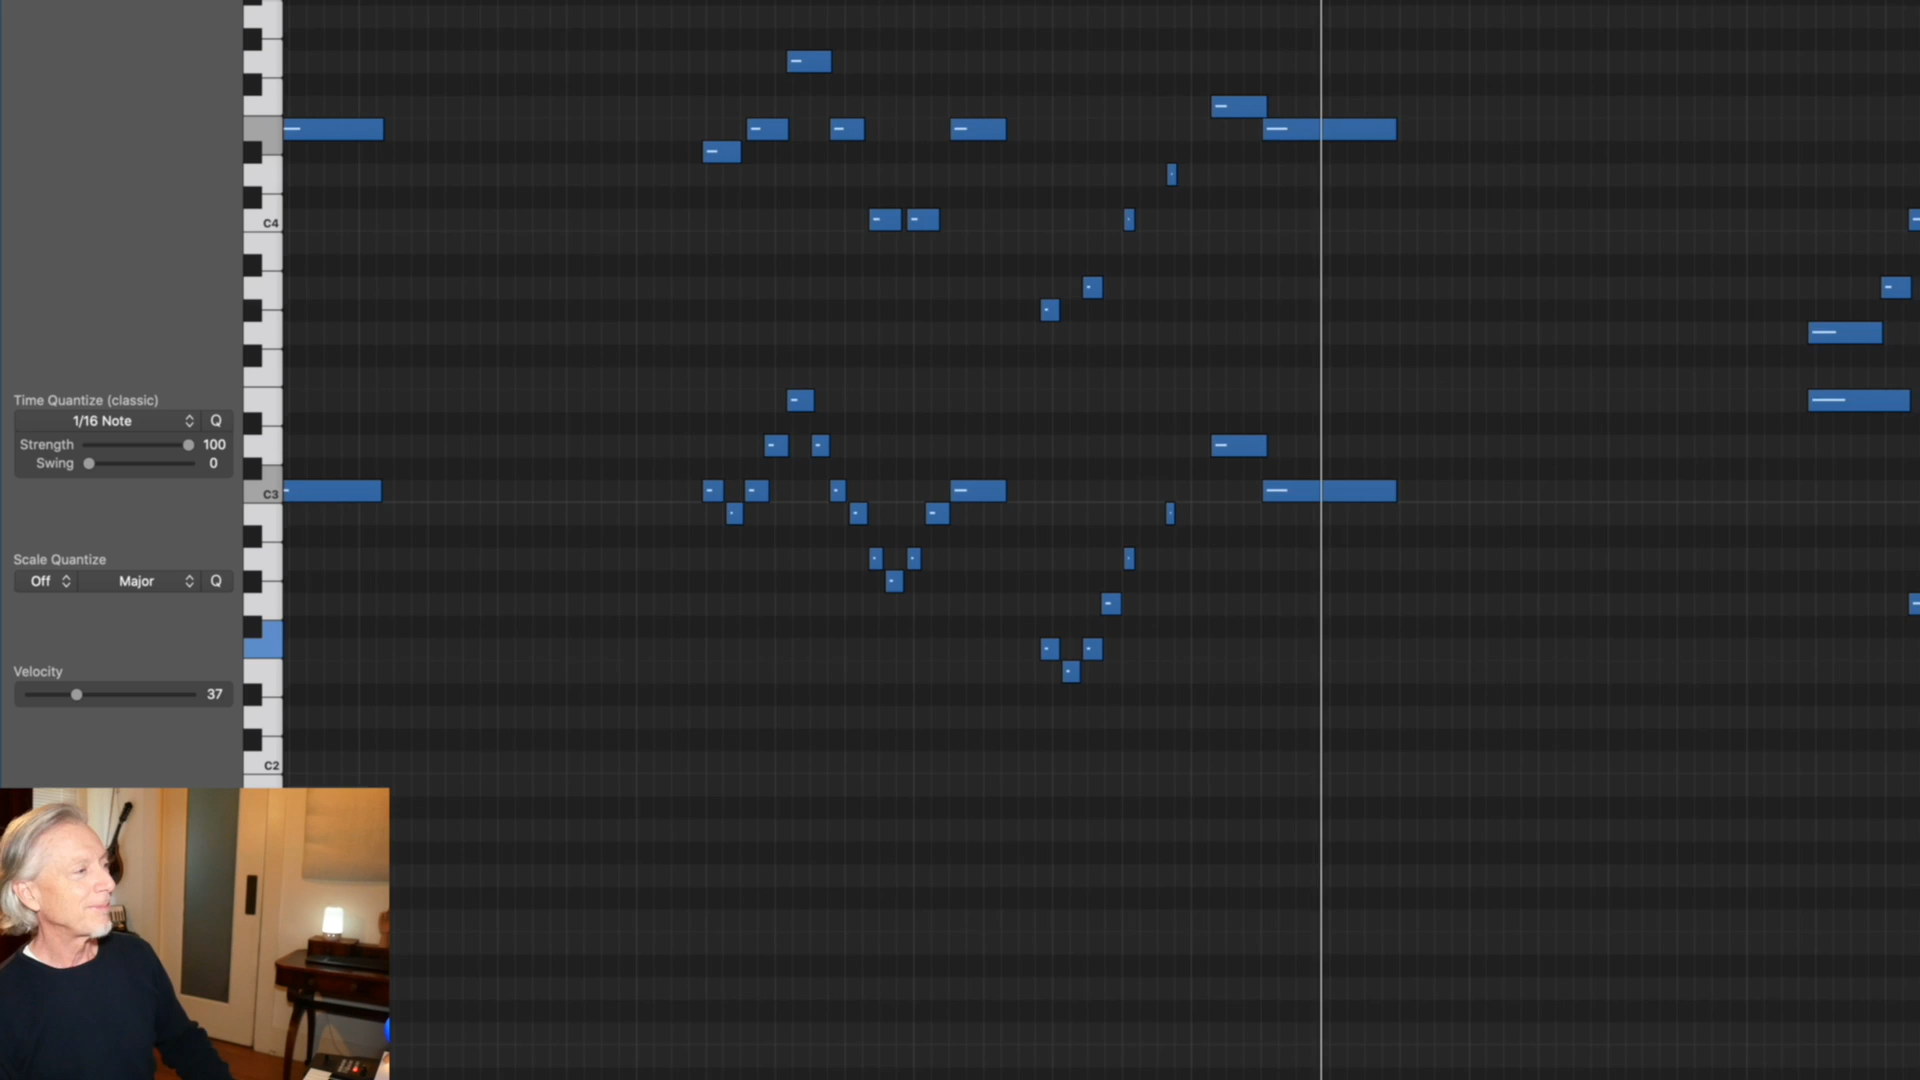 C4
Time Quantize (classic)
1/16 Note Q
Strength 100
Swing 0
C3
Scale Quantize
Off Major Q
Velocity
37
C2